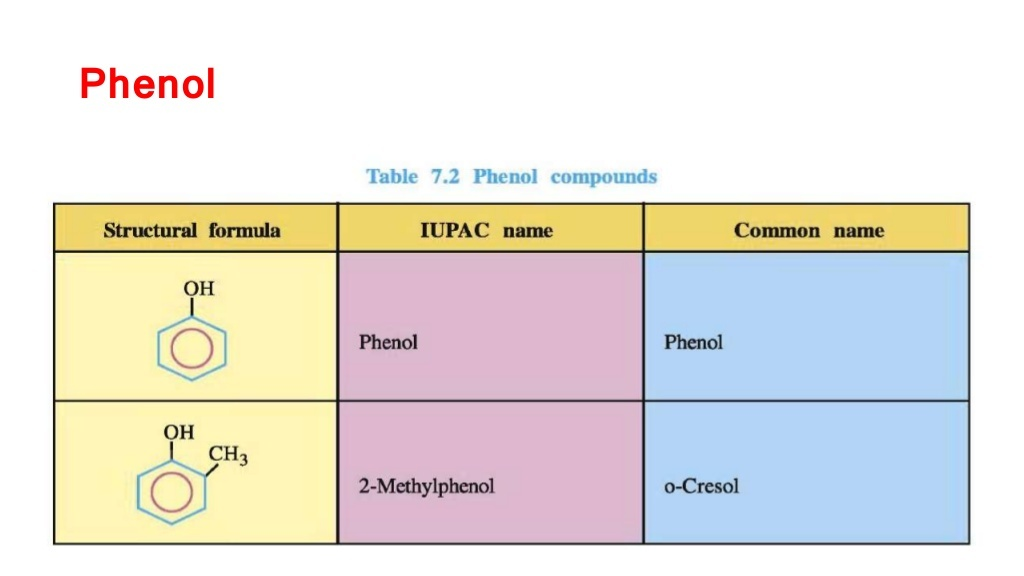 Phenol
Table 7.2 Phenol compounds
Structural formula IUPAC name Common name
OH
Phenol Phenol
OH
CH₃
2-Methylphenol o-Cresol